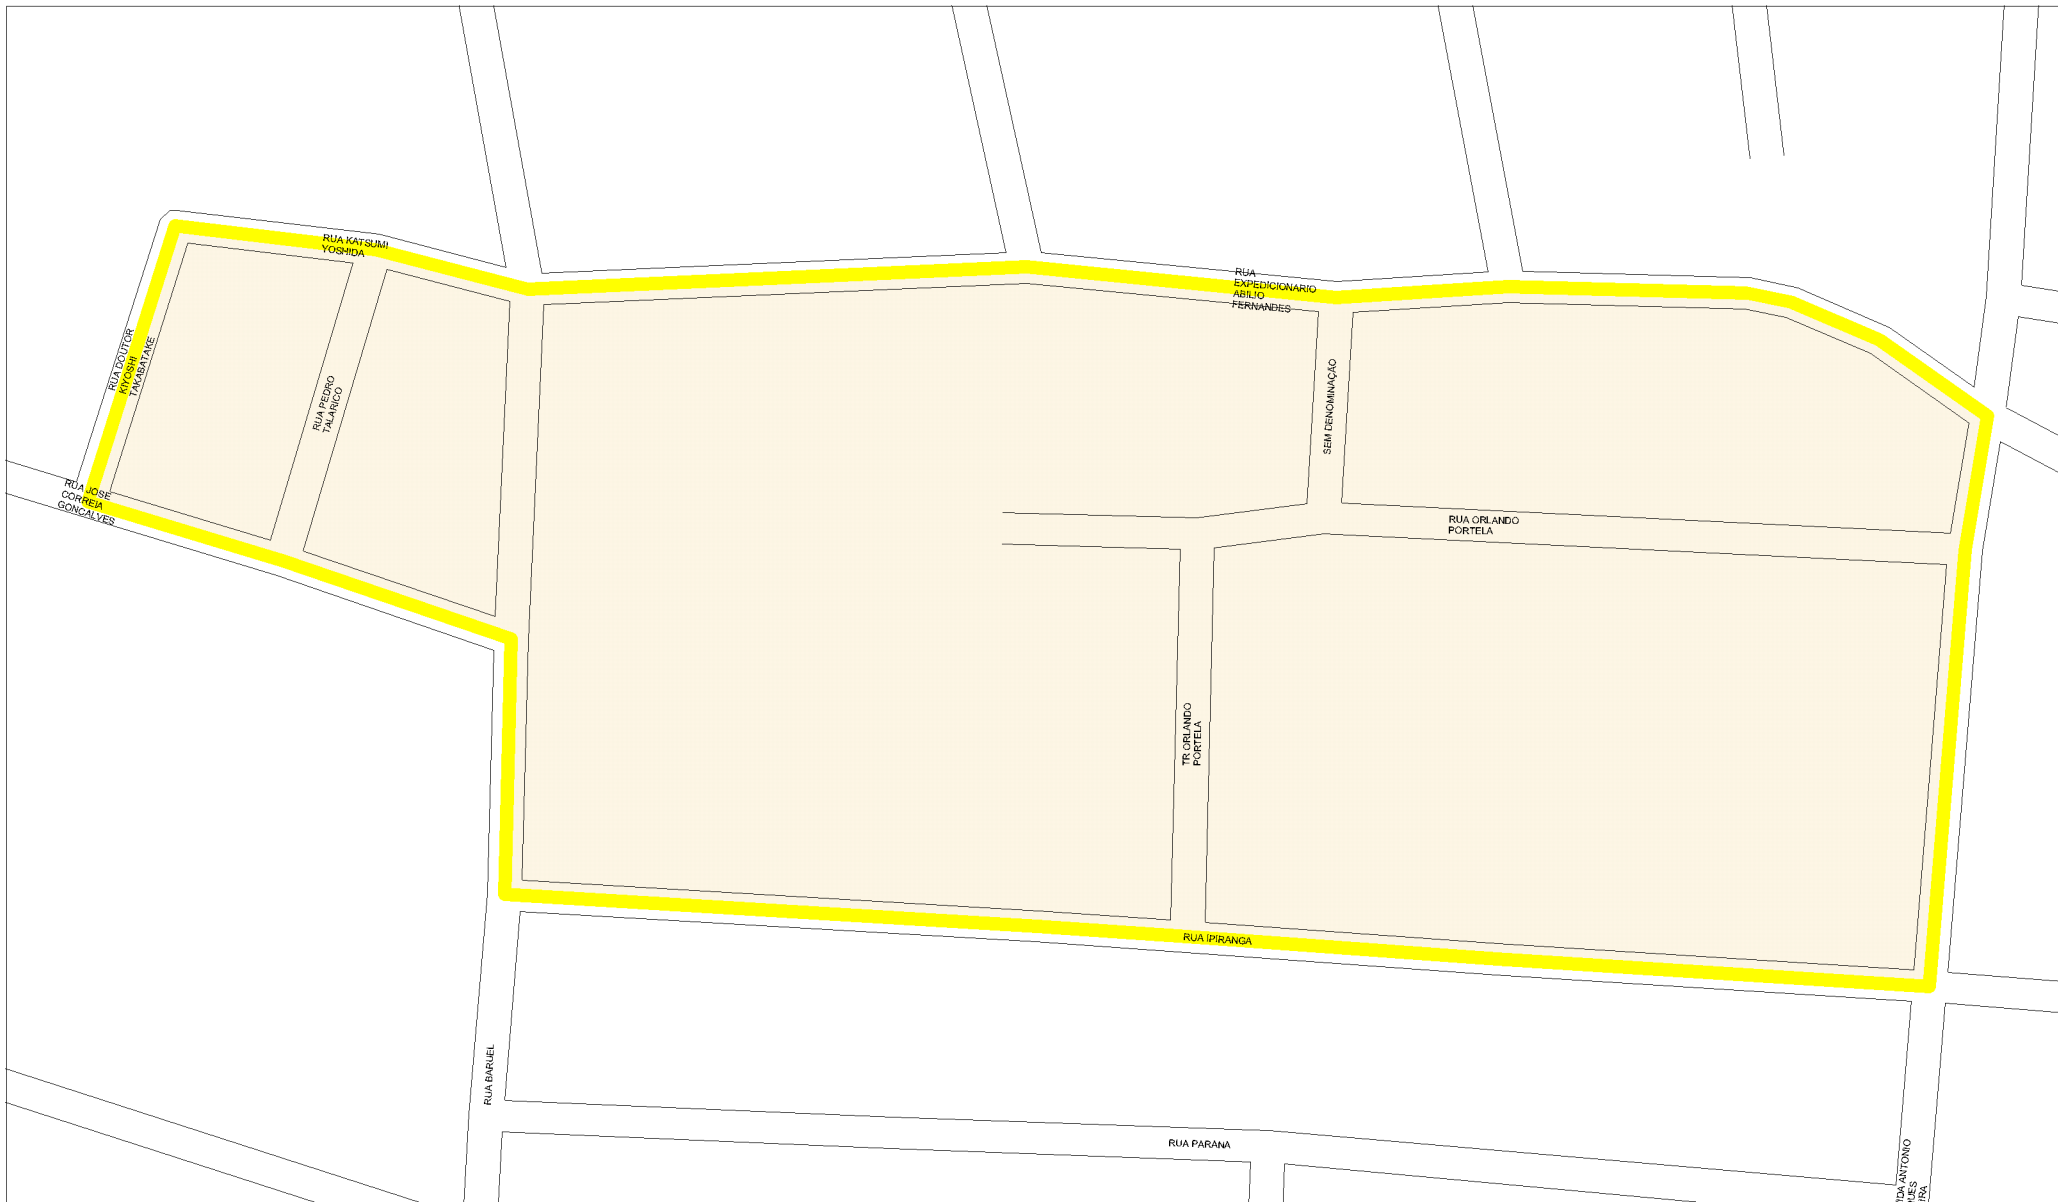 RUA KATSUMI
YOSHIDA
RUA
EXPEDICIONARIO
ABILIO
FERNANDES
RUA DOUTOR
KIYOSHI
TAKABATAKE
RUA PEDRO
TALARICO
SEM DENOMINAÇÃO
RUA JOSE
CORREIA
GONCALVES
RUA ORLANDO
PORTELA
TR ORLANDO
PORTELA
RUA IPIRANGA
RUA BARUEL
RUA PARANA
ANTONIO